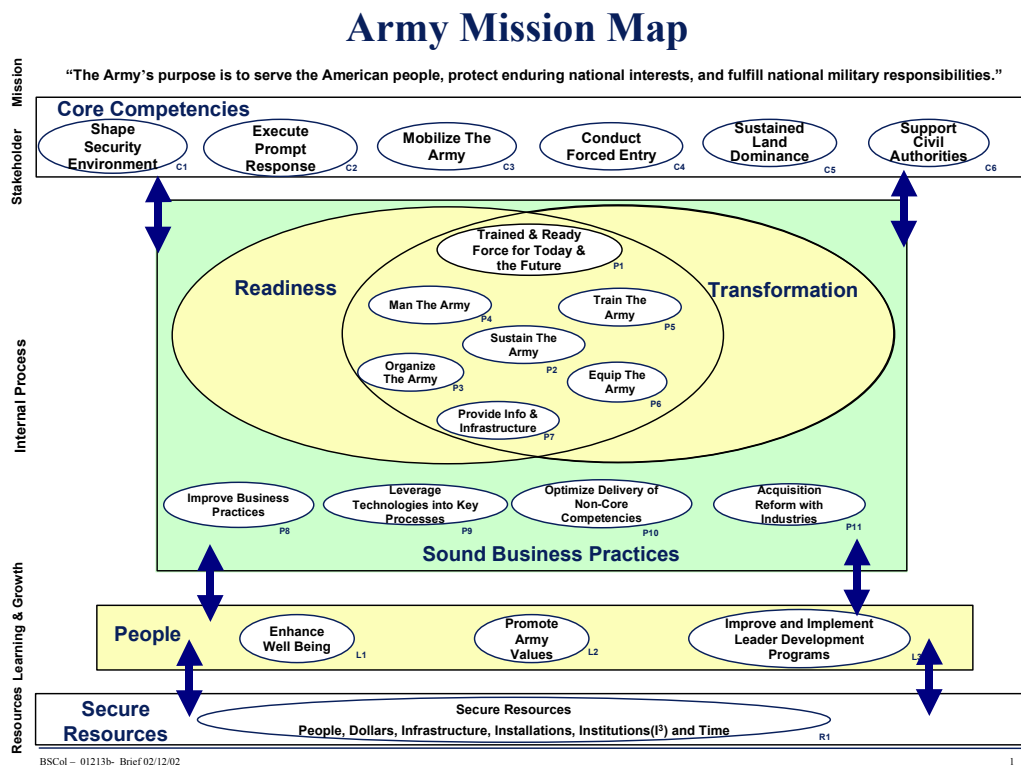 Army Mission Map
Mission
“The Army’s purpose is to serve the American people, protect enduring national interests, and fulfill national military responsibilities.”
Stakeholder
Core Competencies
Shape
Security
Environment
C1
Execute
Prompt
Response
C2
Mobilize The
Army
C3
Conduct
Forced Entry
C4
Sustained
Land
Dominance
C5
Support
Civil
Authorities
C6
Internal Process
Readiness
Transformation
Trained & Ready
Force for Today &
the Future
P1
Man The Army
P4
Train The
Army
P5
Sustain The
Army
P2
Organize
The Army
P3
Equip The
Army
P6
Provide Info &
Infrastructure
P7
Improve Business
Practices
P8
Leverage
Technologies into Key
Processes
P9
Optimize Delivery of
Non-Core
Competencies
P10
Acquisition
Reform with
Industries
P11
Sound Business Practices
Learning & Growth
People
Enhance
Well Being
L1
Promote
Army
Values
L2
Improve and Implement
Leader Development
Programs
L3
Resources
Secure
Resources
Secure Resources
People, Dollars, Infrastructure, Installations, Institutions(I³) and Time
R1
BSCol – 01213b- Brief 02/12/02
1